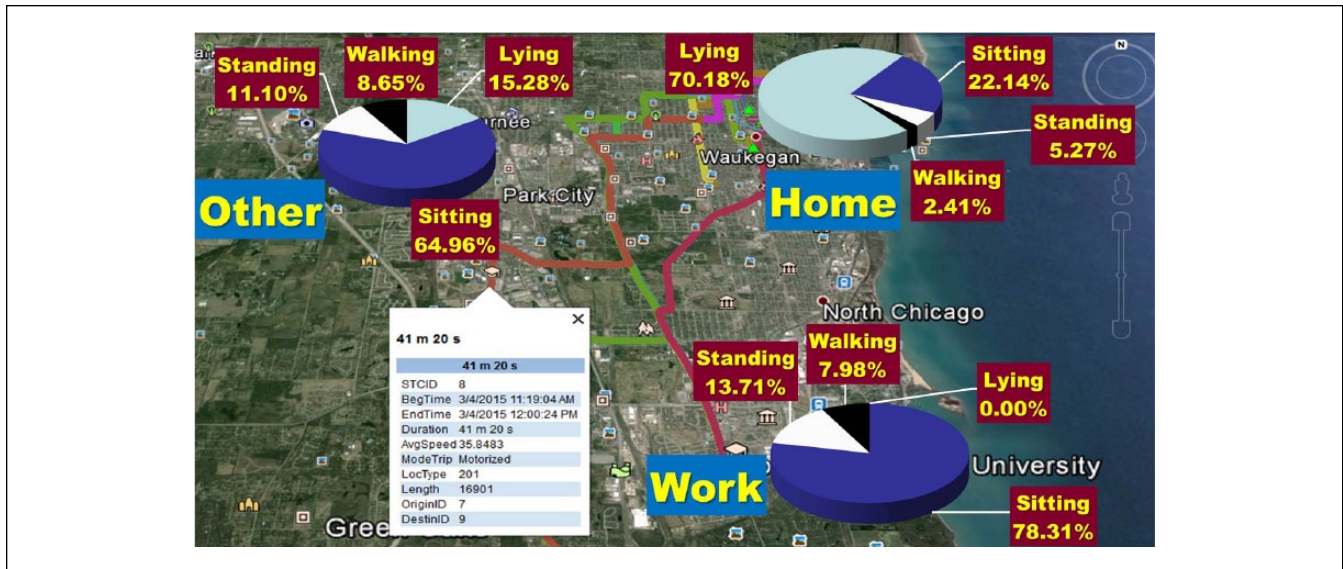 Standing
11.10%
Walking
8.65%
Lying
15.28%
Other
Sitting
64.96%
Lying
70.18%
Sitting
22.14%
Standing
5.27%
Walking
2.41%
Home
N
Waukegan
Park City
North Chicago
41 m 20 s
41 m 20 s
STCID 8
BegTime 3/4/2015 11:19:04 AM
EndTime 3/4/2015 12:00:24 PM
Duration 41 m 20 s
AvgSpeed 35.8483
ModeTrip Motorized
LocType 201
Length 16901
OriginID 7
DestinID 9
Standing
13.71%
Walking
7.98%
Lying
0.00%
Work
University
Sitting
78.31%